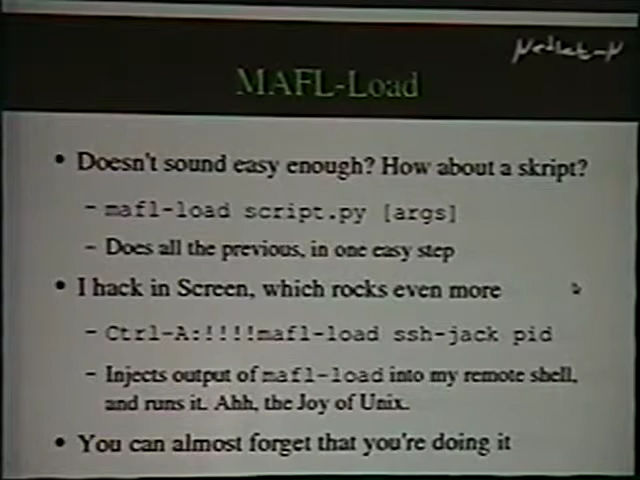 MAFL-Load
• Doesn't sound easy enough? How about a skript?
– mafl-load script.py [args]
– Does all the previous, in one easy step
• I hack in Screen, which rocks even more
– Ctrl-A:!!!!mafl-load ssh-jack pid
– Injects output of mafl-load into my remote shell,
and runs it. Ahh, the Joy of Unix.
• You can almost forget that you're doing it